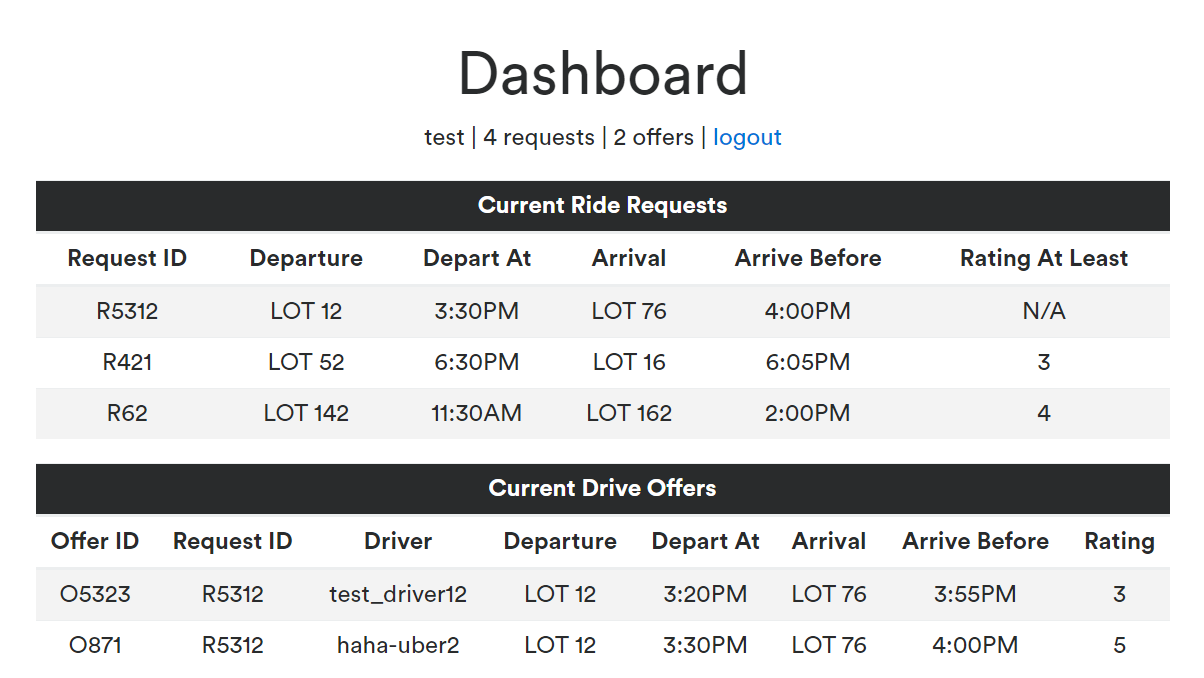 Dashboard
test | 4 requests | 2 offers | logout
Current Ride Requests
Request ID Departure Depart At Arrival Arrive Before Rating At Least
R5312 LOT 12 3:30PM LOT 76 4:00PM N/A
R421 LOT 52 6:30PM LOT 16 6:05PM 3
R62 LOT 142 11:30AM LOT 162 2:00PM 4
Current Drive Offers
Offer ID Request ID Driver Departure Depart At Arrival Arrive Before Rating
O5323 R5312 test_driver12 LOT 12 3:20PM LOT 76 3:55PM 3
O871 R5312 haha-uber2 LOT 12 3:30PM LOT 76 4:00PM 5